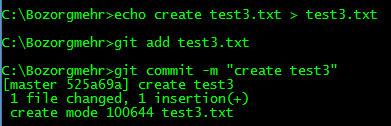 C:\Bozorgmehr>echo create test3.txt > test3.txt
C:\Bozorgmehr>git add test3.txt
C:\Bozorgmehr>git commit -m "create test3"
[master 525a69a] create test3
 1 file changed, 1 insertion(+)
 create mode 100644 test3.txt